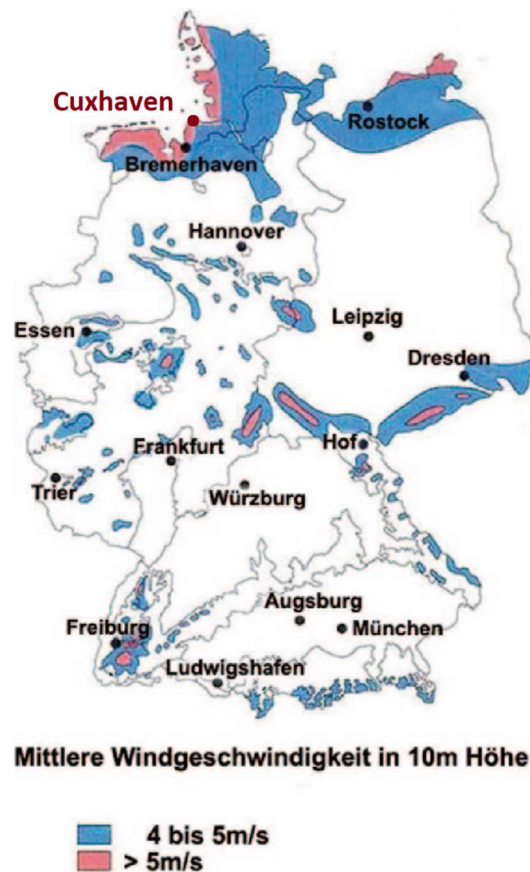 Cuxhaven
Rostock
Bremerhaven
Hannover
Essen
Leipzig
Dresden
Frankfurt
Hof
Trier
Würzburg
Augsburg
Freiburg
München
Ludwigshafen
Mittlere Windgeschwindigkeit in 10m Höhe
4 bis 5m/s
> 5m/s